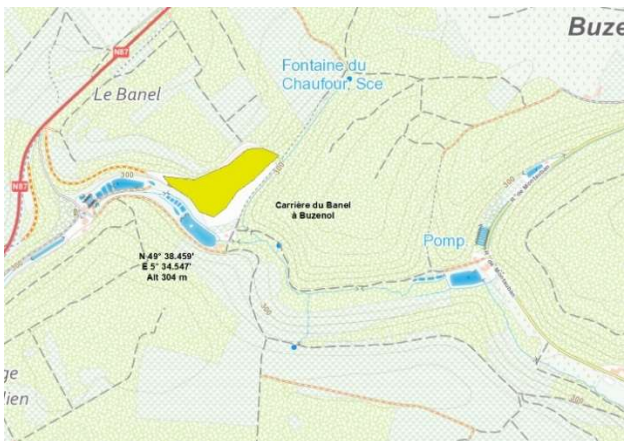 Buze
N87
Fontaine du
Chaufour, Sce
Le Banel
300
300
N87
300
Carrière du Banel
à Buzenol
N 49° 38.459'
E 5° 34.547'
Alt 304 m
Pomp.
300
300
ge
lien